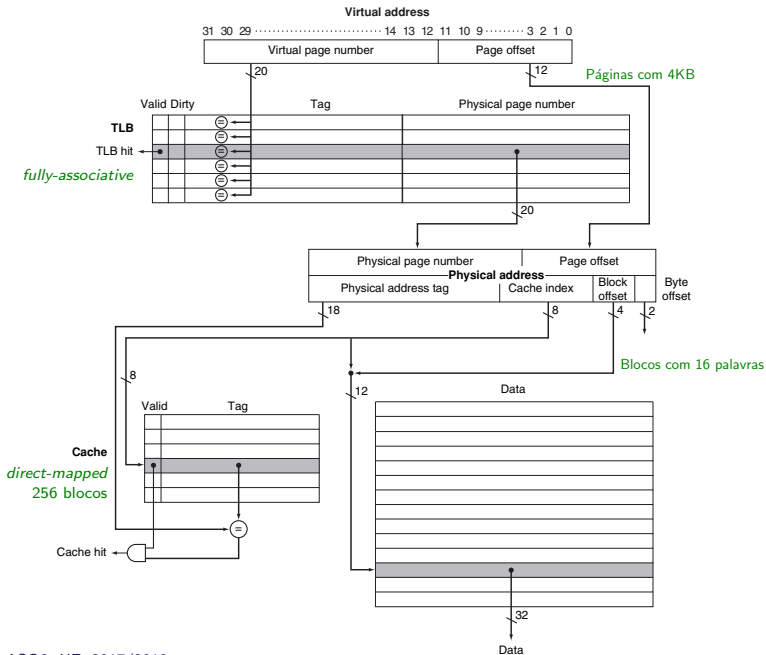 Virtual address
31 30 29 ........................ 14 13 12 11 10 9 ........ 3 2 1 0
Virtual page number Page offset
20 12
Páginas com 4KB
Valid Dirty Tag Physical page number
TLB
=
=
TLB hit =
=
fully-associative =
=
20
Physical page number Page offset
Physical address
Physical address tag Cache index Block offset Byte offset
18 8 4 2
Blocos com 16 palavras
8 12 Data
Valid Tag
Cache
direct-mapped
256 blocos
=
Cache hit
32
Data